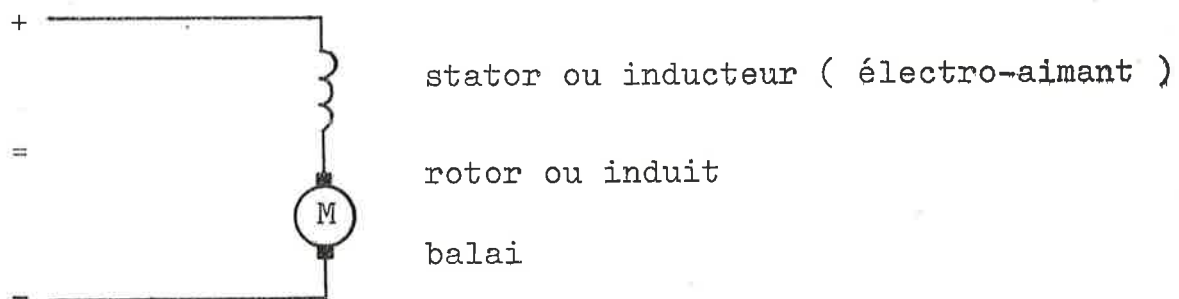 +
stator ou inducteur ( électro-aimant )
=
rotor ou induit
M
balai
-